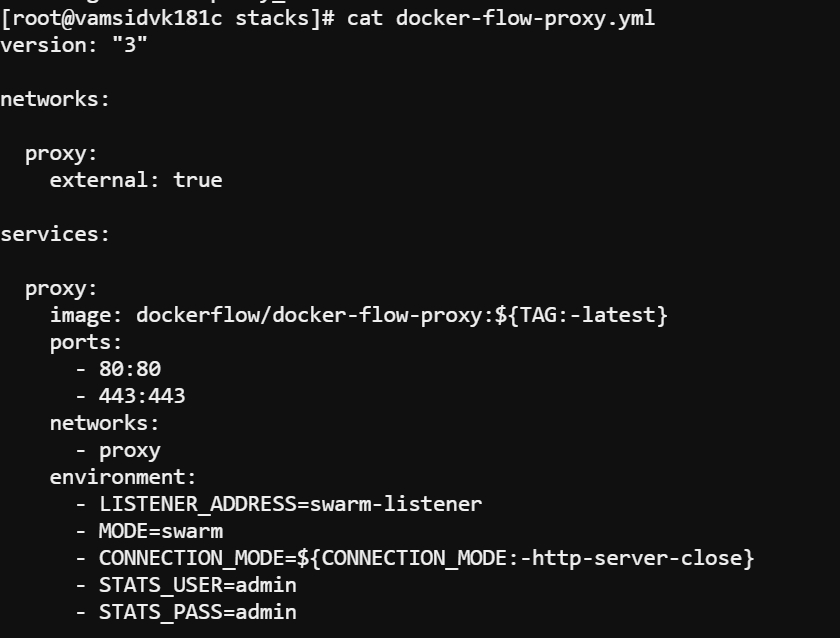 [root@vamsidvk181c stacks]# cat docker-flow-proxy.yml
version: "3"
networks:
proxy:
external: true
services:
proxy:
image: dockerflow/docker-flow-proxy:${TAG:-latest}
ports:
- 80:80
- 443:443
networks:
- proxy
environment:
- LISTENER_ADDRESS=swarm-listener
- MODE=swarm
- CONNECTION_MODE=${CONNECTION_MODE:-http-server-close}
- STATS_USER=admin
- STATS_PASS=admin